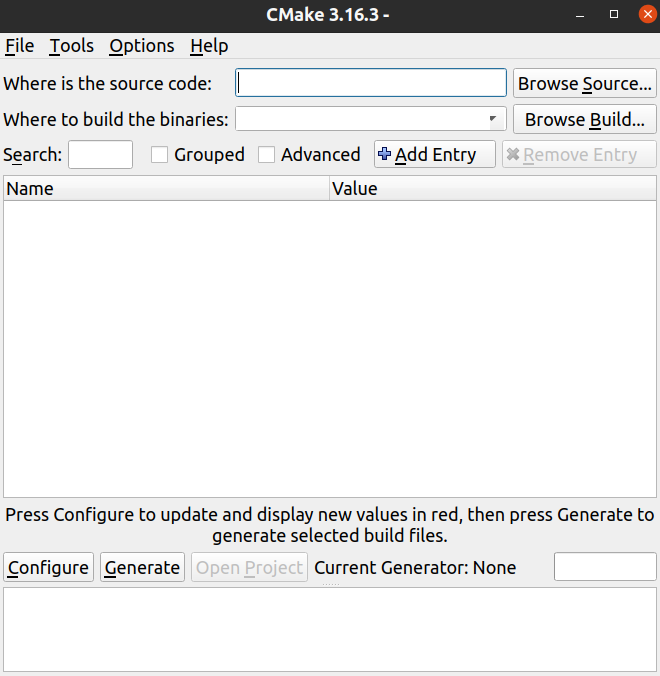 CMake 3.16.3 -
File Tools Options Help
Where is the source code: Browse Source...
Where to build the binaries: Browse Build...
Search: Grouped Advanced Add Entry Remove Entry
Name Value
Press Configure to update and display new values in red, then press Generate to
generate selected build files.
Configure Generate Open Project Current Generator: None